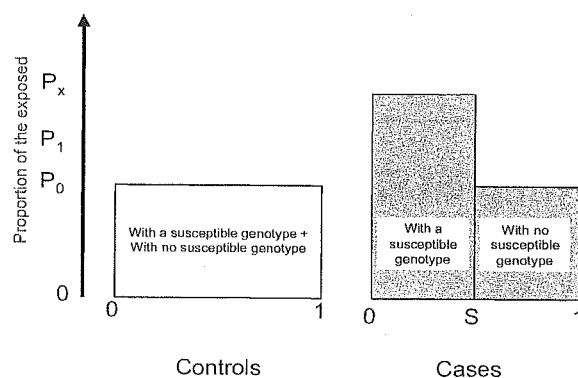 Proportion of the exposed
Px
P1
P0
0
With a susceptible genotype +
With no susceptible genotype
0
1
Controls
With a
susceptible
genotype
With no
susceptible
genotype
0
S
1
Cases